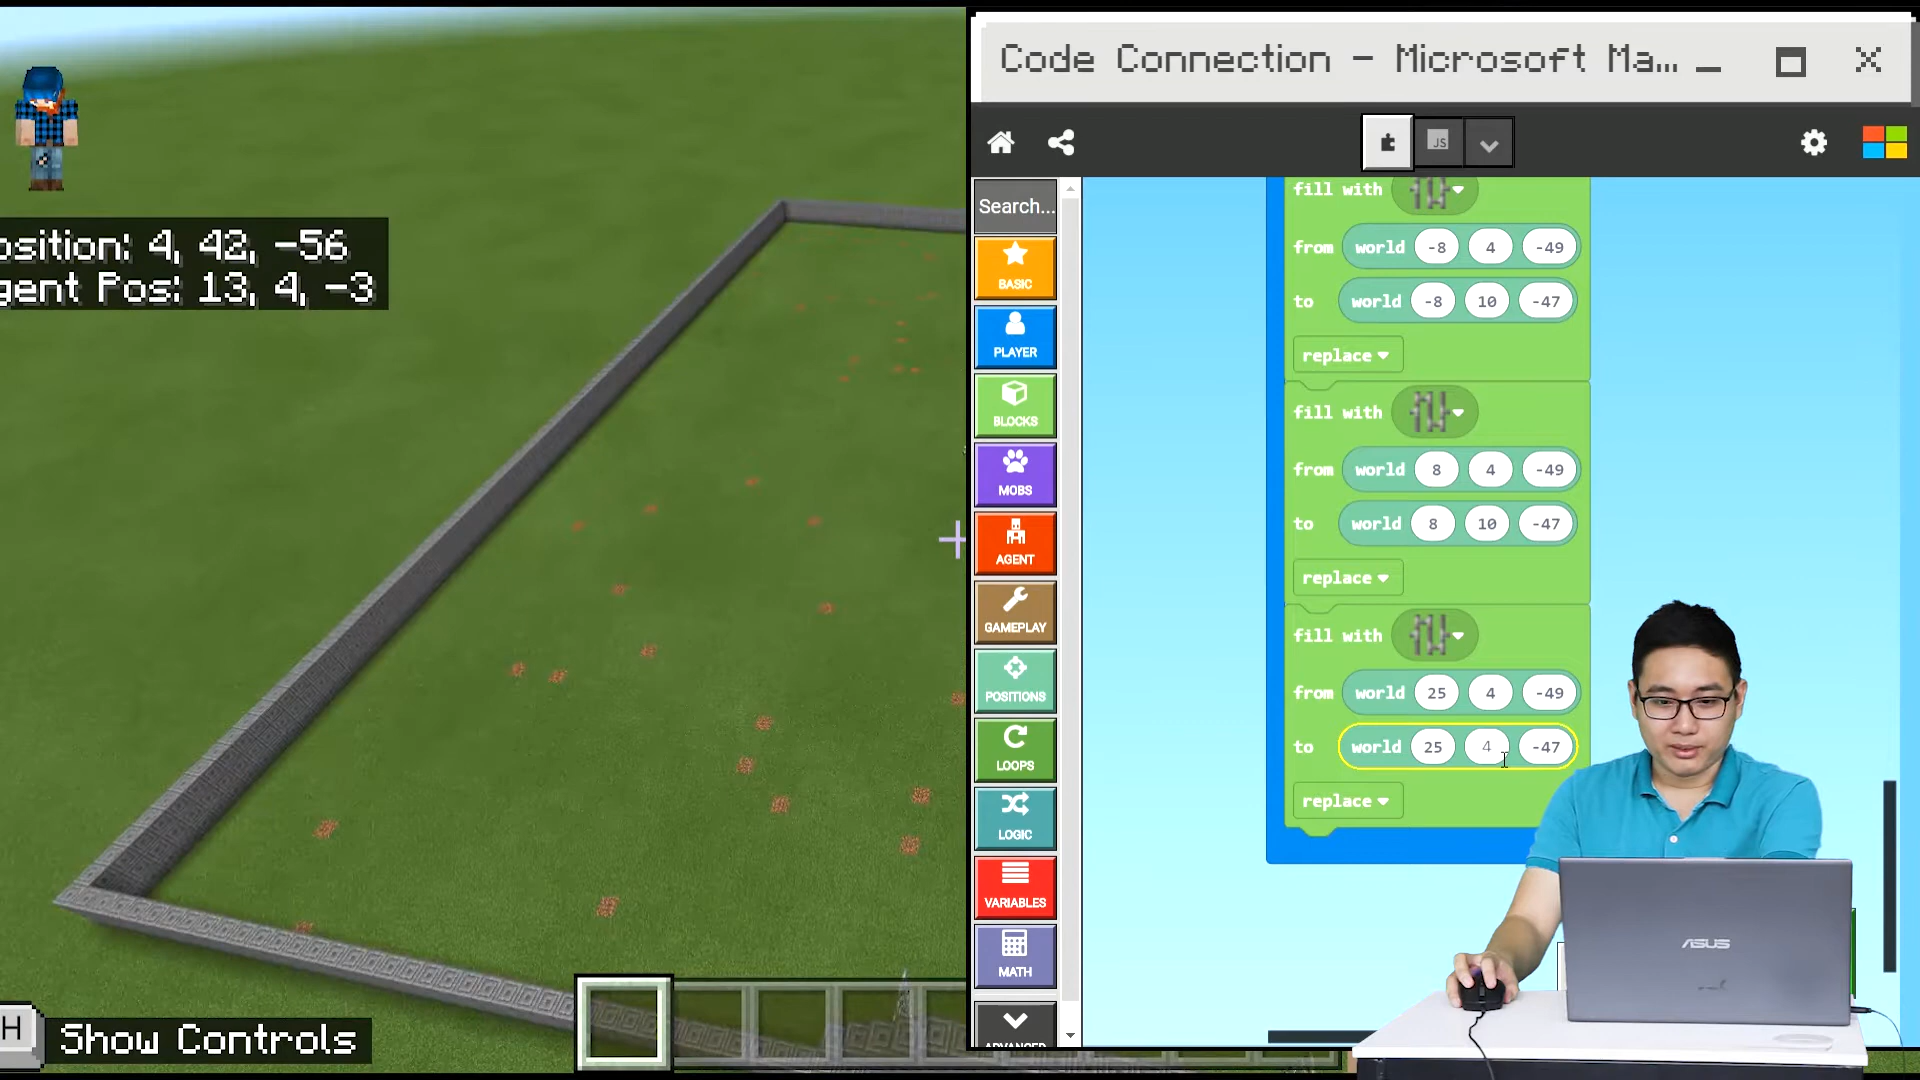 Code Connection - Microsoft Ma...
JS
osition: 4, 42, -56
gent Pos: 13, 4, -3
Search...
BASIC
PLAYER
BLOCKS
MOBS
AGENT
GAMEPLAY
POSITIONS
LOOPS
LOGIC
VARIABLES
MATH
fill with
from world -8 4 -49
to world -8 10 -47
replace
fill with
from world 8 4 -49
to world 8 10 -47
replace
fill with
from world 25 4 -49
to world 25 4 -47
replace
ASUS
H
Show Controls